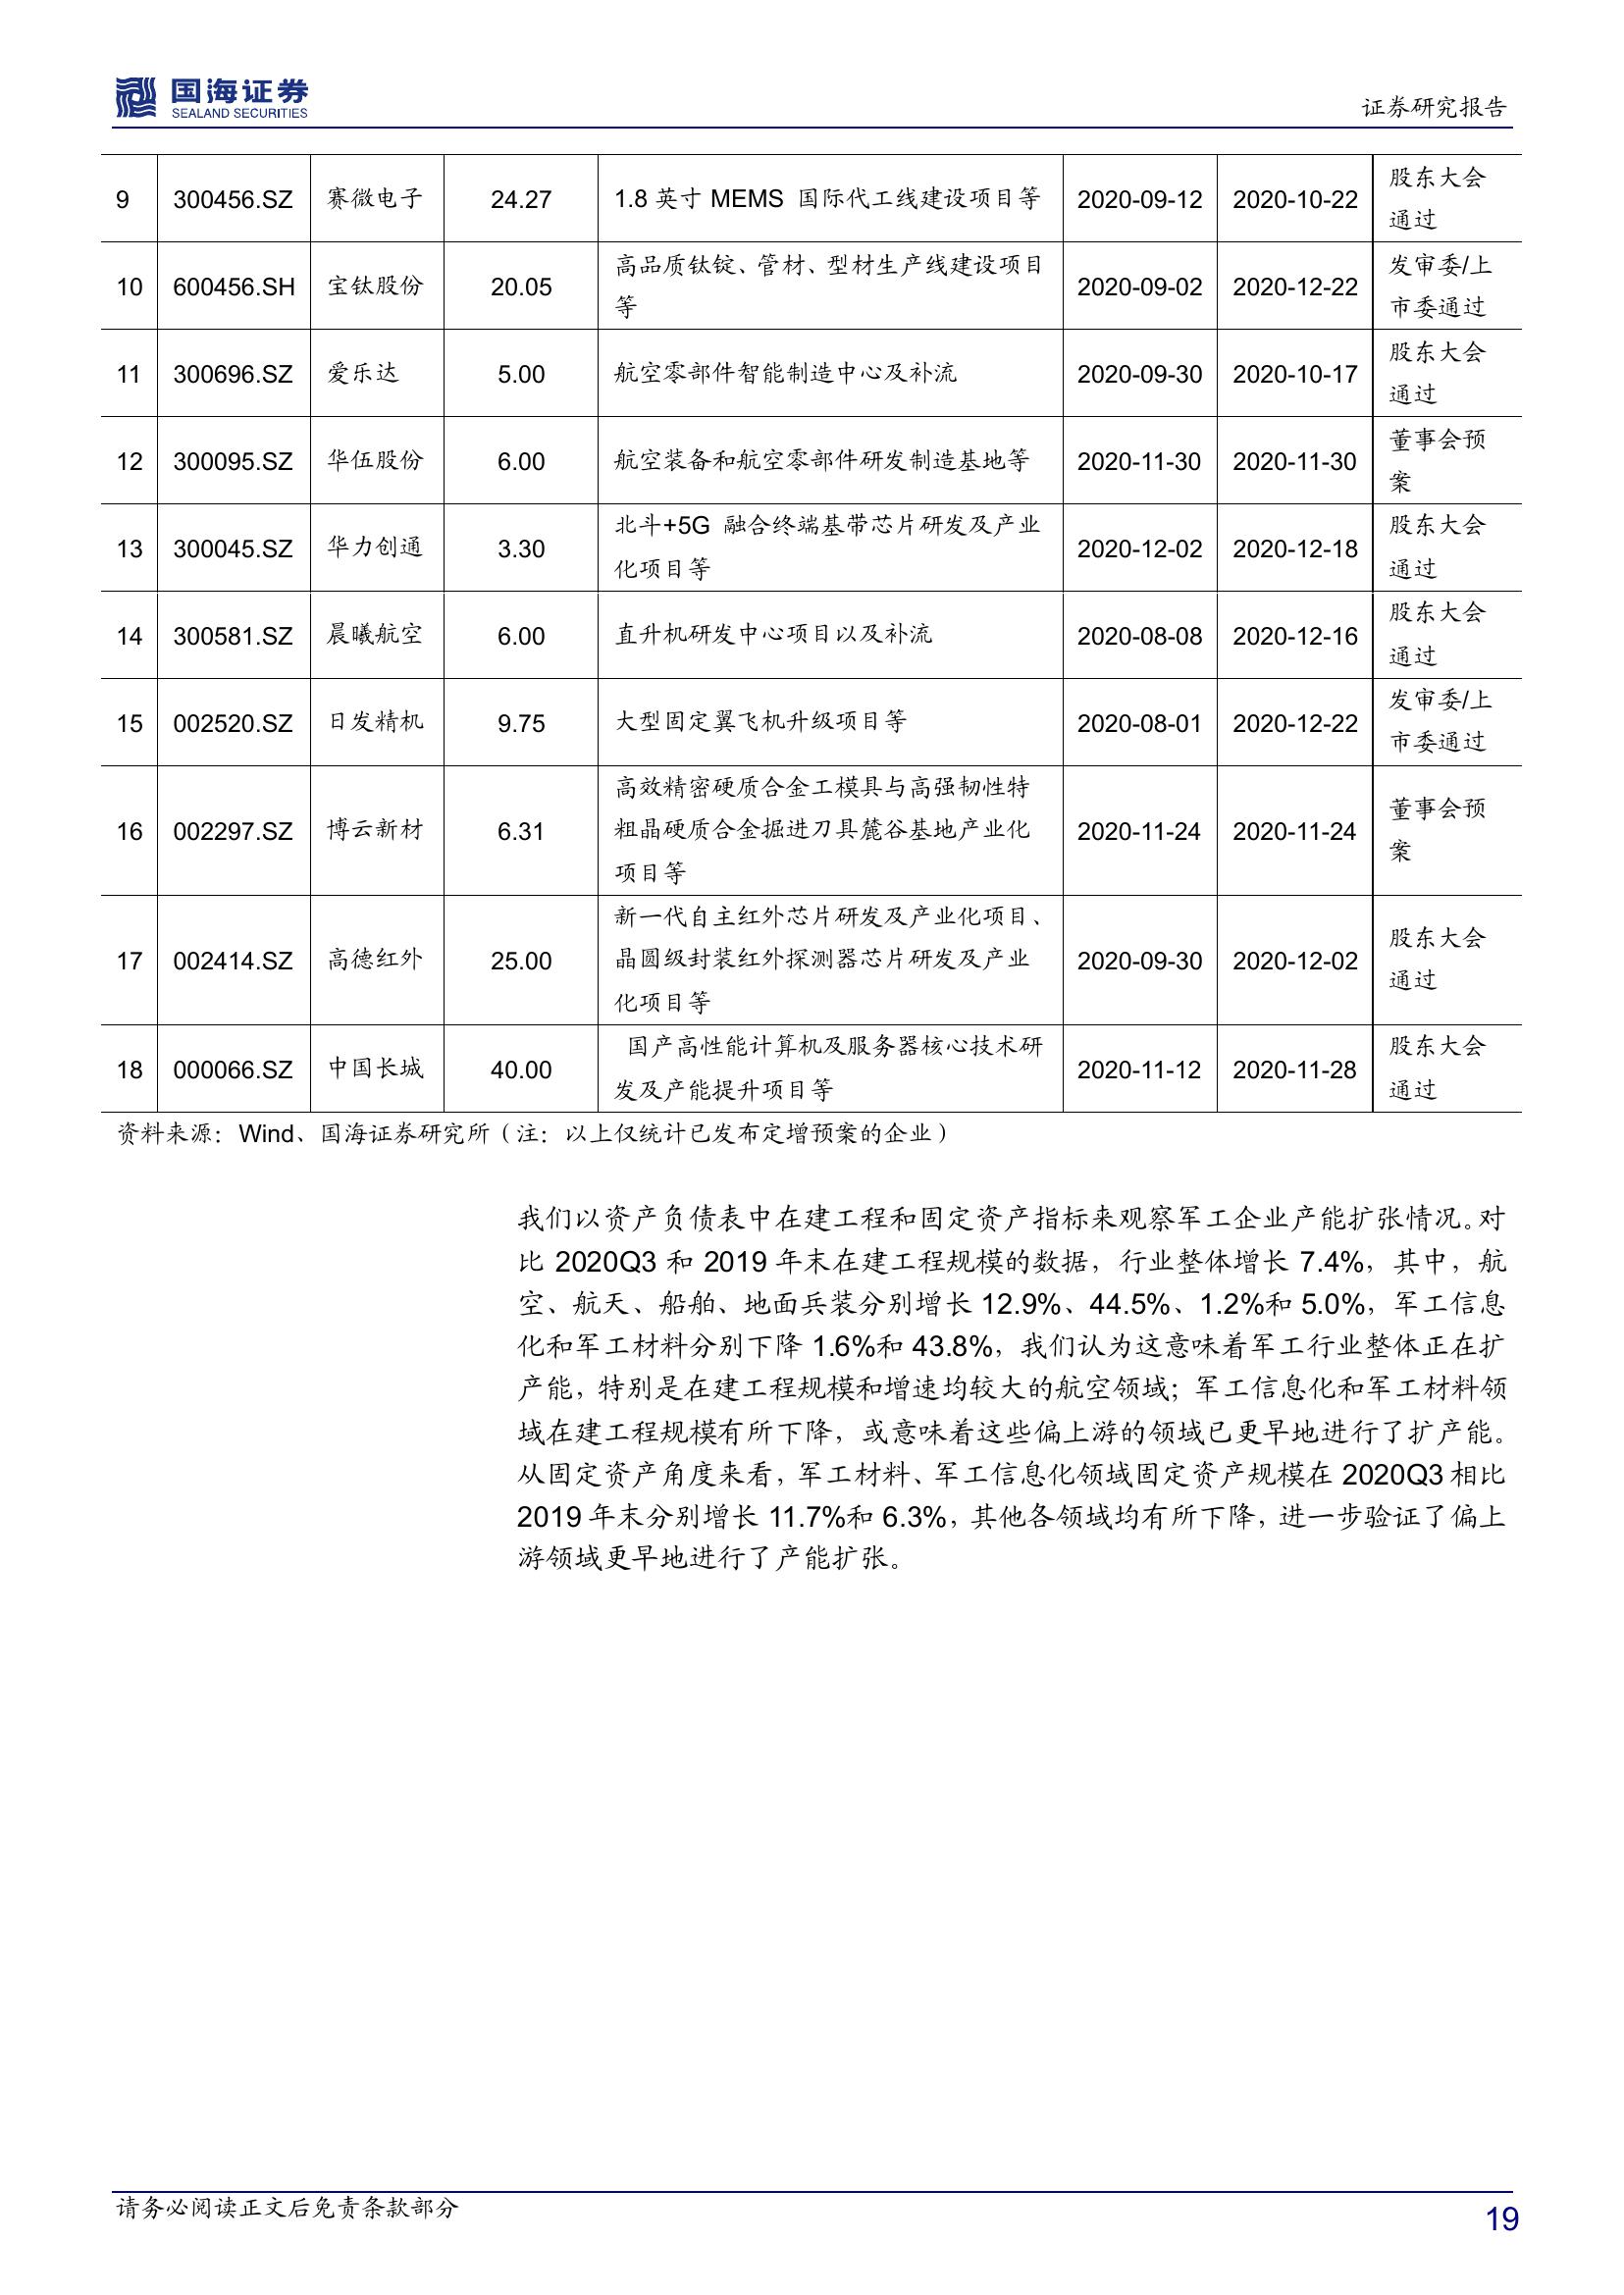 国海证券
SEALAND SECURITIES
证券研究报告
9 300456.SZ 赛微电子 24.27 1.8 英寸 MEMS 国际代工线建设项目等 2020-09-12 2020-10-22 股东大会
通过
10 600456.SH 宝钛股份 20.05 高品质钛锭、管材、型材生产线建设项目
等 2020-09-02 2020-12-22 发审委/上
市委通过
11 300696.SZ 爱乐达 5.00 航空零部件智能制造中心及补流 2020-09-30 2020-10-17 股东大会
通过
12 300095.SZ 华伍股份 6.00 航空装备和航空零部件研发制造基地等 2020-11-30 2020-11-30 董事会预
案
13 300045.SZ 华力创通 3.30 北斗+5G 融合终端基带芯片研发及产业
化项目等 2020-12-02 2020-12-18 股东大会
通过
14 300581.SZ 晨曦航空 6.00 直升机研发中心项目以及补流 2020-08-08 2020-12-16 股东大会
通过
15 002520.SZ 日发精机 9.75 大型固定翼飞机升级项目等 2020-08-01 2020-12-22 发审委/上
市委通过
16 002297.SZ 博云新材 6.31 高效精密硬质合金工模具与高强韧性特
粗晶硬质合金掘进刀具麓谷基地产业化
项目等 2020-11-24 2020-11-24 董事会预
案
17 002414.SZ 高德红外 25.00 新一代自主红外芯片研发及产业化项目、
晶圆级封装红外探测器芯片研发及产业
化项目等 2020-09-30 2020-12-02 股东大会
通过
18 000066.SZ 中国长城 40.00 国产高性能计算机及服务器核心技术研
发及产能提升项目等 2020-11-12 2020-11-28 股东大会
通过
资料来源：Wind、国海证券研究所（注：以上仅统计已发布定增预案的企业）
我们以资产负债表中在建工程和固定资产指标来观察军工企业产能扩张情况。对
比 2020Q3 和 2019 年末在建工程规模的数据，行业整体增长 7.4%，其中，航
空、航天、船舶、地面兵装分别增长 12.9%、44.5%、1.2%和 5.0%，军工信息
化和军工材料分别下降 1.6%和 43.8%，我们认为这意味着军工行业整体正在扩
产能，特别是在建工程规模和增速均较大的航空领域；军工信息化和军工材料领
域在建工程规模有所下降，或意味着这些偏上游的领域已更早地进行了扩产能。
从固定资产角度来看，军工材料、军工信息化领域固定资产规模在 2020Q3 相比
2019 年末分别增长 11.7%和 6.3%，其他各领域均有所下降，进一步验证了偏上
游领域更早地进行了产能扩张。
请务必阅读正文后免责条款部分
19